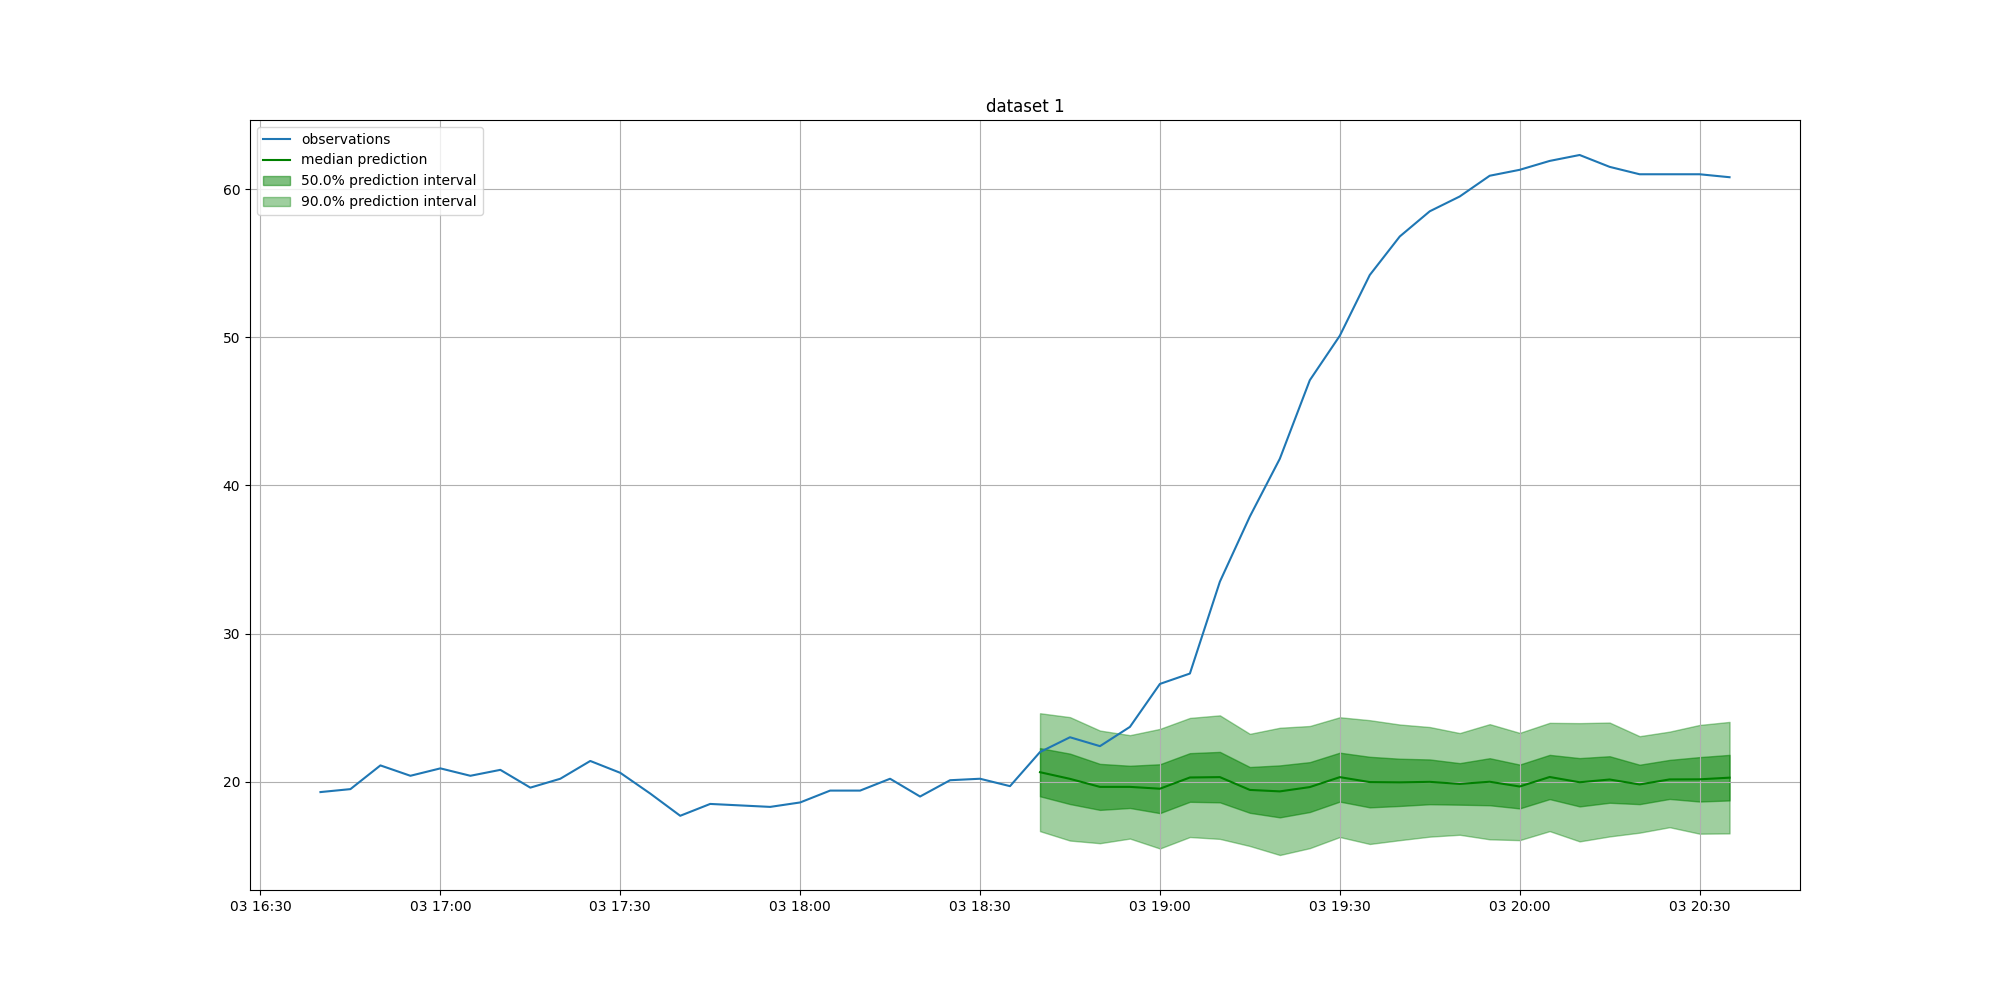 dataset 1
observations
median prediction
50.0% prediction interval
90.0% prediction interval
60
50
40
30
20
03 16:30 03 17:00 03 17:30 03 18:00 03 18:30 03 19:00 03 19:30 03 20:00 03 20:30